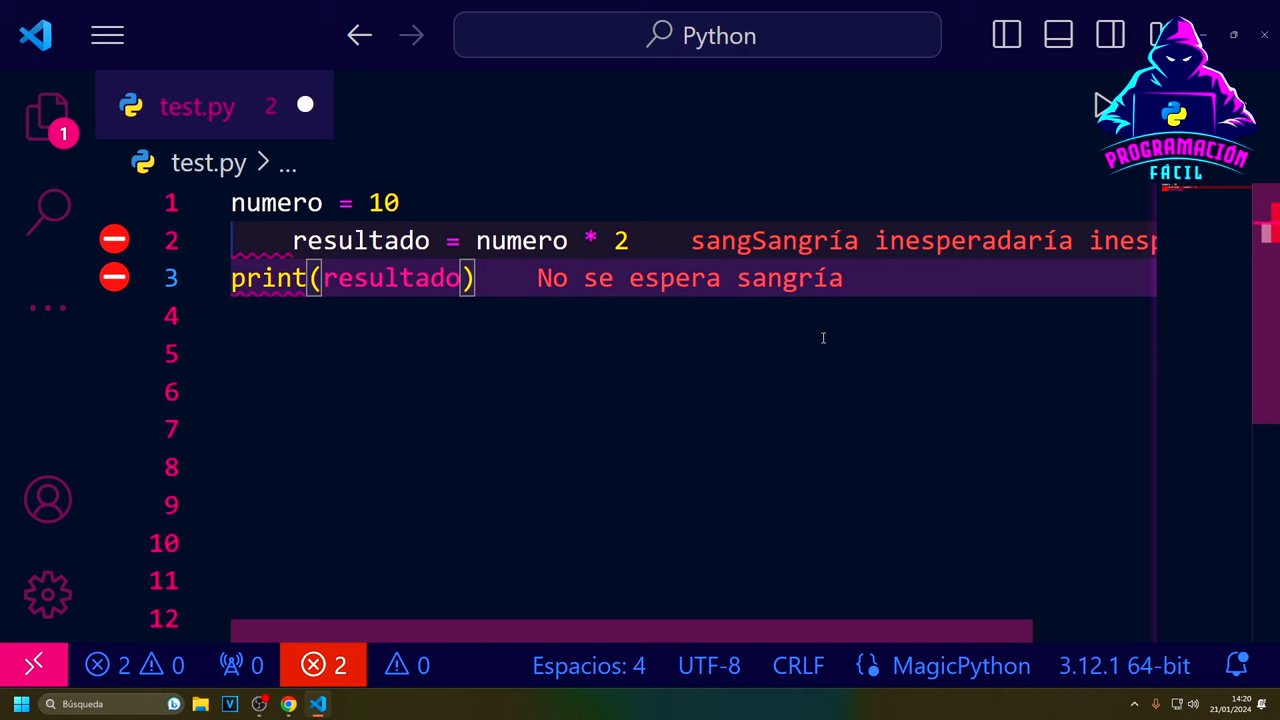 Python
1
test.py 2
PROGRAMACIÓN
FÁCIL
test.py > ...
1 numero = 10
2 resultado = numero * 2 sangSangría inesperadaría inesp
3 print(resultado) No se espera sangría
4
5
6
7
8
9
10
11
12
2 0 0 2 0 Espacios: 4 UTF-8 CRLF MagicPython 3.12.1 64-bit
Búsqueda
V
14:20
21/01/2024